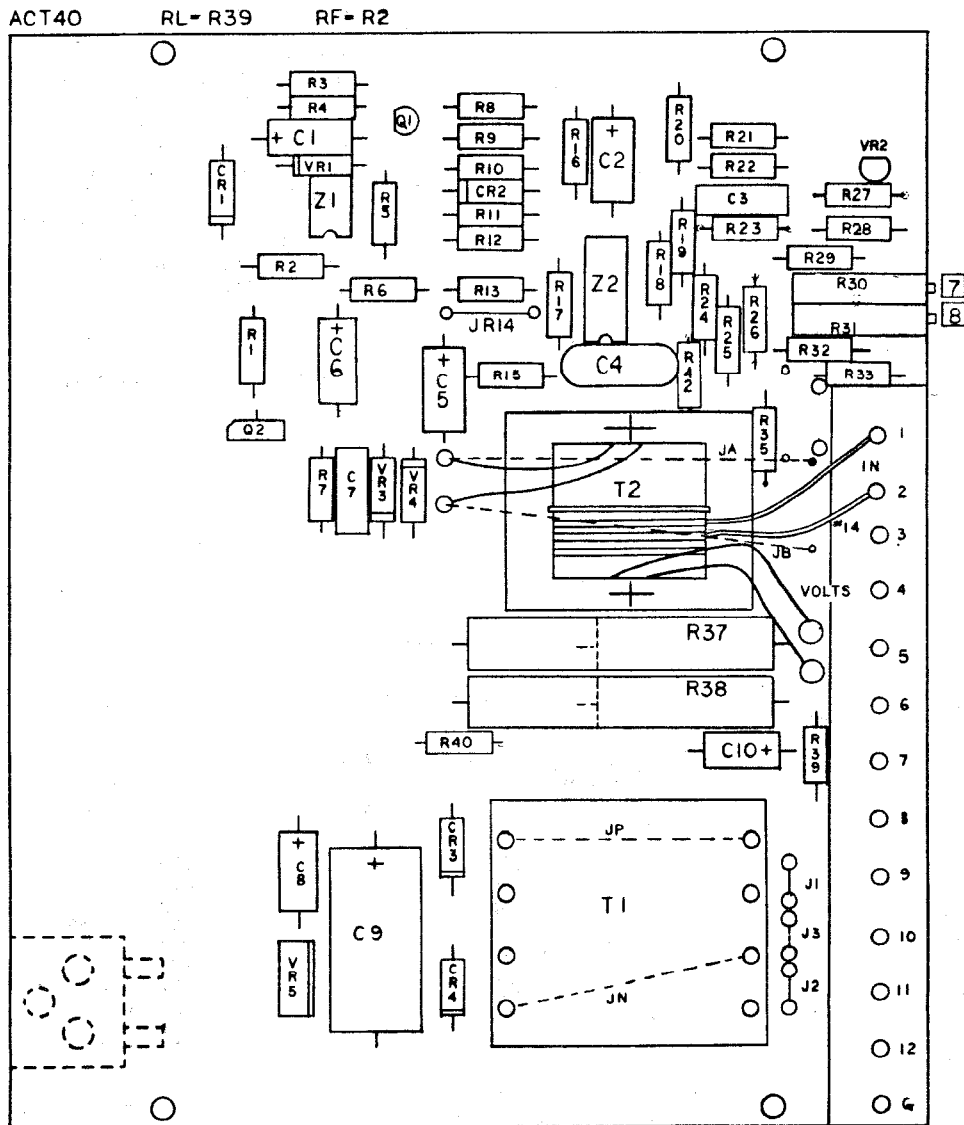 ACT40 RL=R39 RF=R2
R3
R4
+ C1
VR1
Z1
CR1
R5
Q1
R8
R9
R10
CR2
R11
R12
R13
JR14
R2
R6
R1
+ C6
+ C5
R15
Q2
R16
+ C2
R20
R21
R22
C3
R23
VR2
R27
R28
R29
R30
7
R31
8
R32
R33
R19
R18
Z2
R17
R24
R25
R26
C4
R42
R35
R7
C7
VR3
VR4
JA
T2
JB
1
IN
2
#14
3
VOLTS
4
R37
5
R38
6
R40
C10+
R39
7
8
+ C8
+
C9
CR3
VR5
CR4
JP
T1
JN
J1
J3
J2
9
10
11
12
G